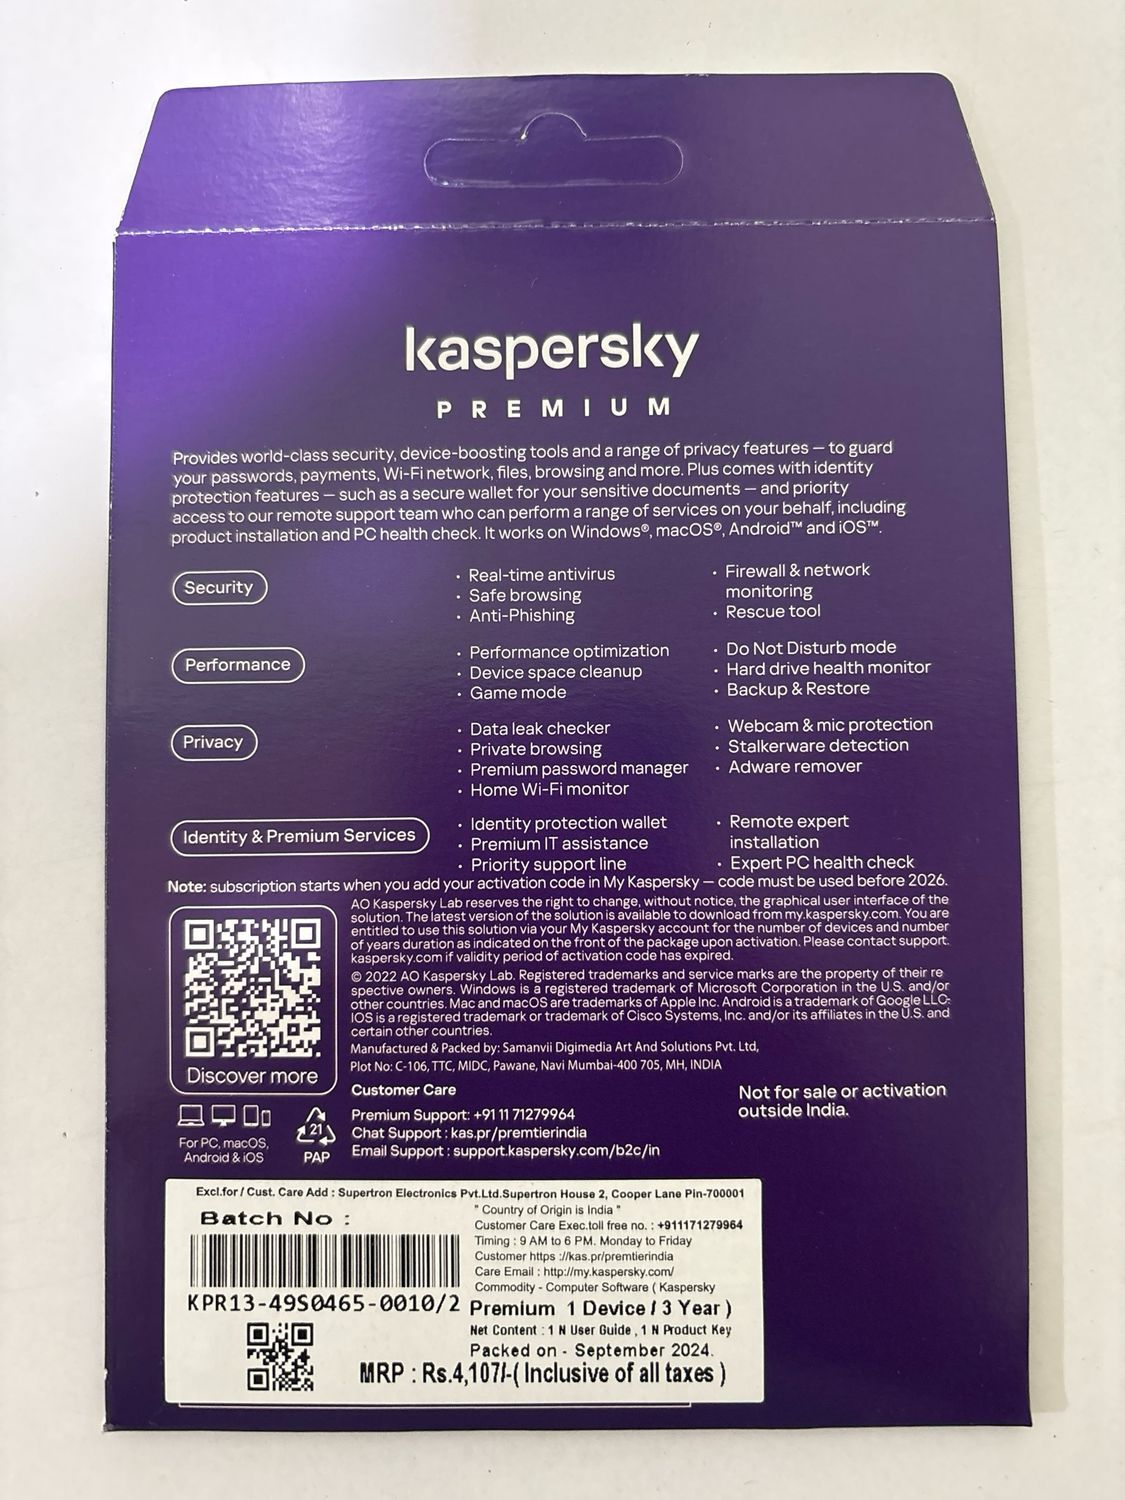 kaspersky
PREMIUM
Provides world-class security, device-boosting tools and a range of privacy features — to guard
your passwords, payments, Wi-Fi network, files, browsing and more. Plus comes with identity
protection features — such as a secure wallet for your sensitive documents — and priority
access to our remote support team who can perform a range of services on your behalf, including
product installation and PC health check. It works on Windows®, macOS®, Android™ and iOS™.
Security
• Real-time antivirus
• Safe browsing
• Anti-Phishing
• Firewall & network
monitoring
• Rescue tool
Performance
• Performance optimization
• Device space cleanup
• Game mode
• Do Not Disturb mode
• Hard drive health monitor
• Backup & Restore
Privacy
• Data leak checker
• Private browsing
• Premium password manager
• Home Wi-Fi monitor
• Webcam & mic protection
• Stalkerware detection
• Adware remover
Identity & Premium Services
• Identity protection wallet
• Premium IT assistance
• Priority support line
• Remote expert
installation
• Expert PC health check
Note: subscription starts when you add your activation code in My Kaspersky — code must be used before 2026.
AO Kaspersky Lab reserves the right to change, without notice, the graphical user interface of the
solution. The latest version of the solution is available to download from my.kaspersky.com. You are
entitled to use this solution via your My Kaspersky account for the number of devices and number
of years duration as indicated on the front of the package upon activation. Please contact support.
kaspersky.com if validity period of activation code has expired.
© 2022 AO Kaspersky Lab. Registered trademarks and service marks are the property of their re
spective owners. Windows is a registered trademark of Microsoft Corporation in the U.S. and/or
other countries. Mac and macOS are trademarks of Apple Inc. Android is a trademark of Google LLC.
IOS is a registered trademark or trademark of Cisco Systems, Inc. and/or its affiliates in the U.S. and
certain other countries.
Manufactured & Packed by: Samanvii Digimedia Art And Solutions Pvt. Ltd,
Plot No: C-106, TTC, MIDC, Pawane, Navi Mumbai-400 705, MH, INDIA
Discover more
Customer Care
Premium Support: +91 11 71279964
Chat Support : kas.pr/premtierindia
Email Support : support.kaspersky.com/b2c/in
Not for sale or activation
outside India.
For PC, macOS,
Android & iOS
21
PAP
Excl.for / Cust. Care Add : Supertron Electronics Pvt.Ltd.Supertron House 2, Cooper Lane Pin-700001
Batch No :
" Country of Origin is India "
Customer Care Exec.toll free no. : +911171279964
Timing : 9 AM to 6 PM. Monday to Friday
Customer https ://kas.pr/premtierindia
Care Email : http://my.kaspersky.com/
Commodity - Computer Software ( Kaspersky
KPR13-49S0465-0010/2
Premium 1 Device / 3 Year )
Net Content : 1 N User Guide , 1 N Product Key
Packed on - September 2024.
MRP : Rs.4,107/-( Inclusive of all taxes )